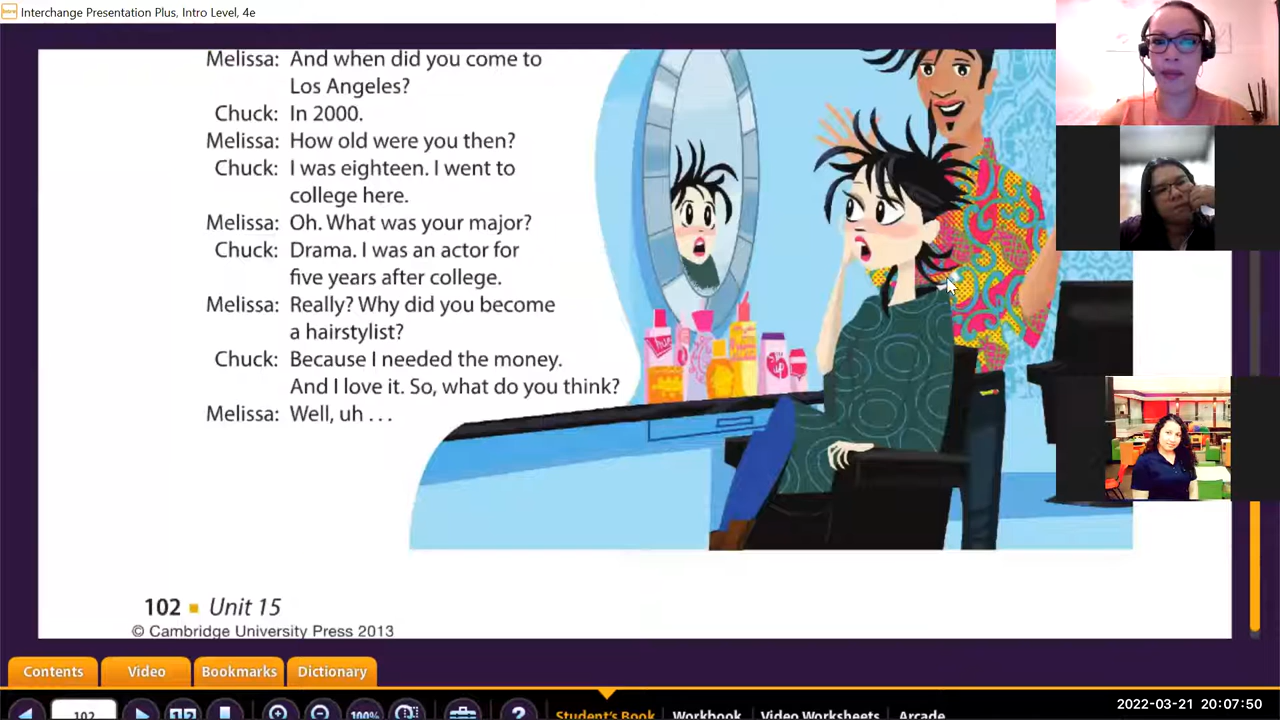 Interchange Presentation Plus, Intro Level, 4e
Melissa: And when did you come to
Los Angeles?
Chuck: In 2000.
Melissa: How old were you then?
Chuck: I was eighteen. I went to
college here.
Melissa: Oh. What was your major?
Chuck: Drama. I was an actor for
five years after college.
Melissa: Really? Why did you become
a hairstylist?
Chuck: Because I needed the money.
And I love it. So, what do you think?
Melissa: Well, uh . . .
102 ■ Unit 15
© Cambridge University Press 2013
Contents Video Bookmarks Dictionary
102 100% ? Student's Book Workbook Video Worksheets Arcade
2022-03-21 20:07:50